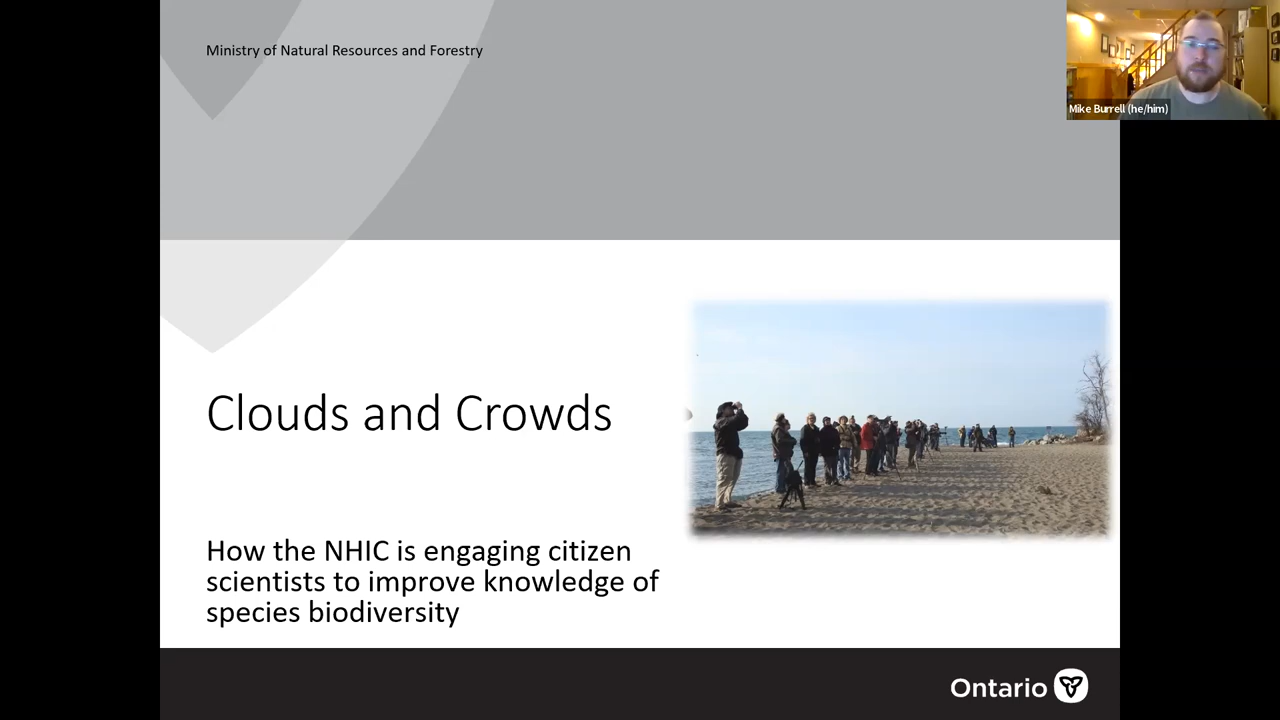 Ministry of Natural Resources and Forestry
Mike Burrell (he/him)
Clouds and Crowds
How the NHIC is engaging citizen
scientists to improve knowledge of
species biodiversity
Ontario